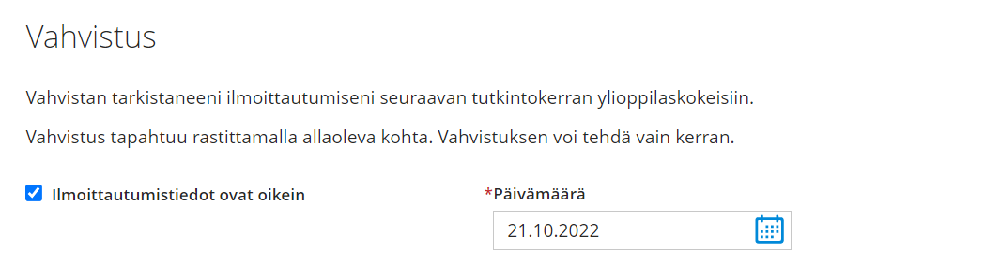 Vahvistus
Vahvistan tarkistaneeni ilmoittautumiseni seuraavan tutkintokerran ylioppilaskokeisiin.
Vahvistus tapahtuu rastittamalla allaoleva kohta. Vahvistuksen voi tehdä vain kerran.
Ilmoittautumistiedot ovat oikein
*Päivämäärä
21.10.2022